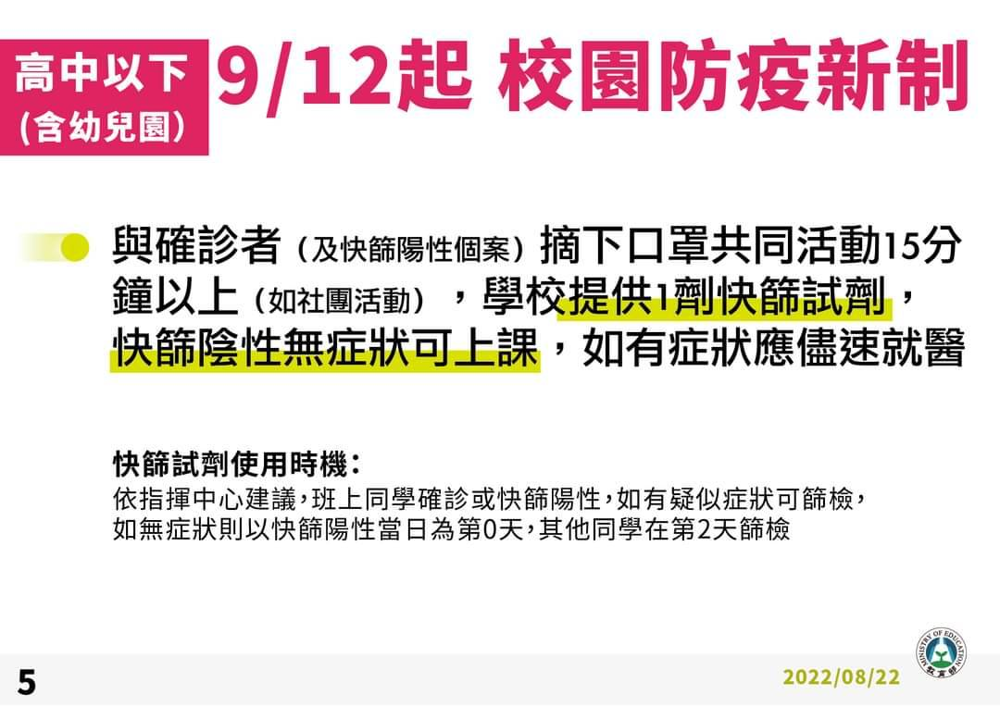 高中以下
(含幼兒園)
9/12起 校園防疫新制
與確診者（及快篩陽性個案）摘下口罩共同活動15分
鐘以上（如社團活動），學校提供1劑快篩試劑，
快篩陰性無症狀可上課，如有症狀應儘速就醫
快篩試劑使用時機：
依指揮中心建議，班上同學確診或快篩陽性，如有疑似症狀可篩檢，
如無症狀則以快篩陽性當日為第0天，其他同學在第2天篩檢
5
2022/08/22
MINISTRY OF EDUCATION
教育部